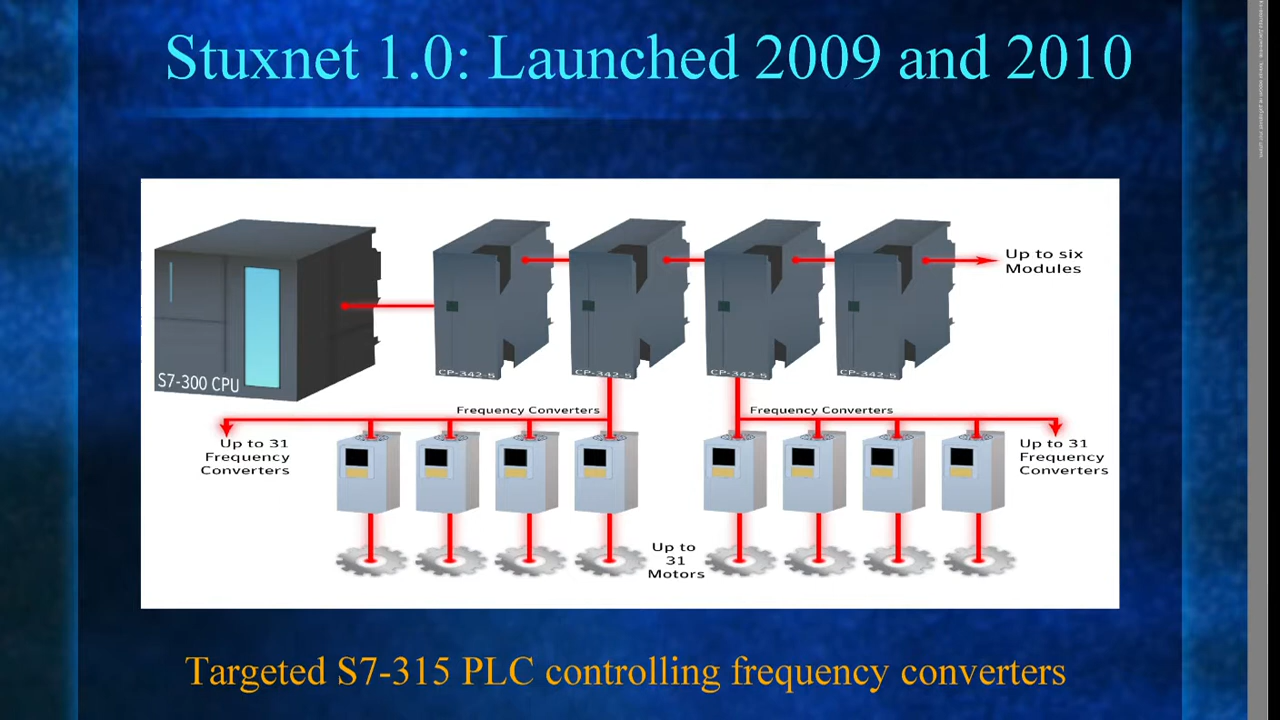 Stuxnet 1.0: Launched 2009 and 2010
Up to six
Modules
S7-300 CPU
CP-342-5
CP-342-5
CP-342-5
CP-342-5
Frequency Converters
Frequency Converters
Up to 31
Frequency
Converters
Up to 31
Frequency
Converters
Up to
31
Motors
Targeted S7-315 PLC controlling frequency converters